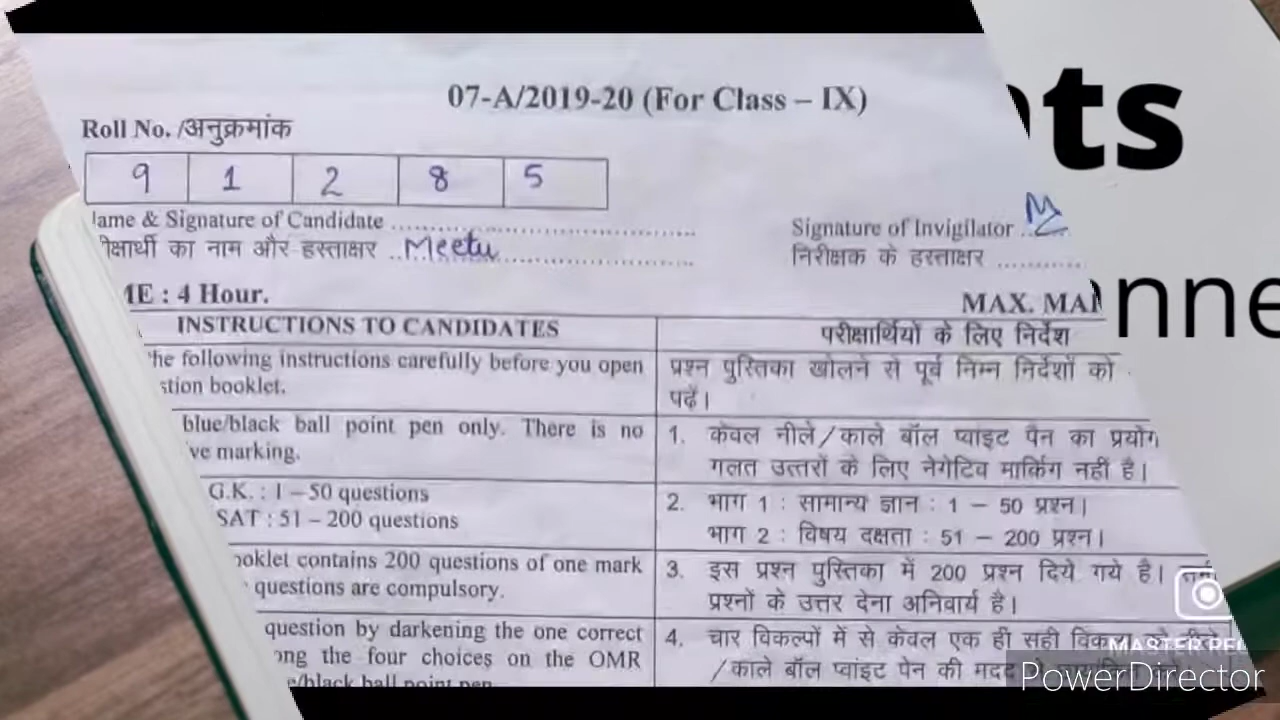 07-A/2019-20 (For Class – IX)
Roll No. /अनुक्रमांक
9 1 2 8 5
ame & Signature of Candidate
Signature of Invigilator
क्षार्थी का नाम और हस्ताक्षर Meetu
निरीक्षक के हस्ताक्षर
ME : 4 Hour.
MAX. MA
INSTRUCTIONS TO CANDIDATES
he following instructions carefully before you open
stion booklet.
blue/black ball point pen only. There is no
ve marking.
G.K. : 1 – 50 questions
SAT : 51 – 200 questions
ooklet contains 200 questions of one mark
questions are compulsory.
question by darkening the one correct
ong the four choices on the OMR
e/black ball point pen
परीक्षार्थियों के लिए निर्देश
प्रश्न पुस्तिका खोलने से पूर्व निम्न निर्देशों को
पढ़ें।
1. केवल नीले/काले बॉल प्वाइट पैन का प्रयोग
गलत उत्तरों के लिए नेगेटिव मार्किग नहीं है।
2. भाग 1 : सामान्य ज्ञान : 1 – 50 प्रश्न।
भाग 2 : विषय दक्षता : 51 – 200 प्रश्न।
3. इस प्रश्न पुस्तिका में 200 प्रश्न दिये गये है।
प्रश्नों के उत्तर देना अनिवार्य है।
4. चार विकल्पों में से केवल एक ही सही
/काले बॉल प्वांइट पेन की मदद
ts
nne
PowerDirector